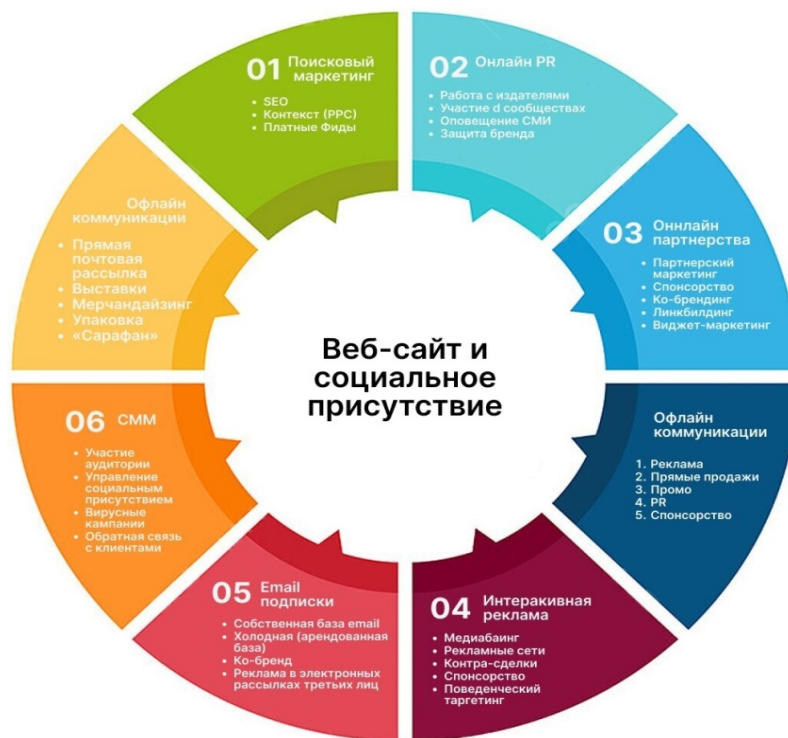 01 Поисковый
маркетинг
• SEO
• Контекст (PPC)
• Платные Фиды
02 Онлайн PR
• Работа с издателями
• Участие d сообществах
• Оповещение СМИ
• Защита бренда
03 Оннлайн
партнерства
• Партнерский
маркетинг
• Спонсорство
• Ко-брендинг
• Линкбилдинг
• Виджет-маркетинг
Офлайн
коммуникации
1. Реклама
2. Прямые продажи
3. Промо
4. PR
5. Спонсорство
04 Интеракивная
реклама
• Медиабаинг
• Рекламные сети
• Контра-сделки
• Спонсорство
• Поведенческий
таргетинг
05 Email
подписки
• Собственная база email
• Холодная (арендованная
база)
• Ко-бренд
• Реклама в электронных
рассылках третьих лиц
06 СММ
• Участие
аудитории
• Управление
социальным
присутствием
• Вирусные
кампании
• Обратная связь
с клиентами
Офлайн
коммуникации
• Прямая
почтовая
рассылка
• Выставки
• Мерчандайзинг
• Упаковка
• «Сарафан»
Веб-сайт и
социальное
присутствие